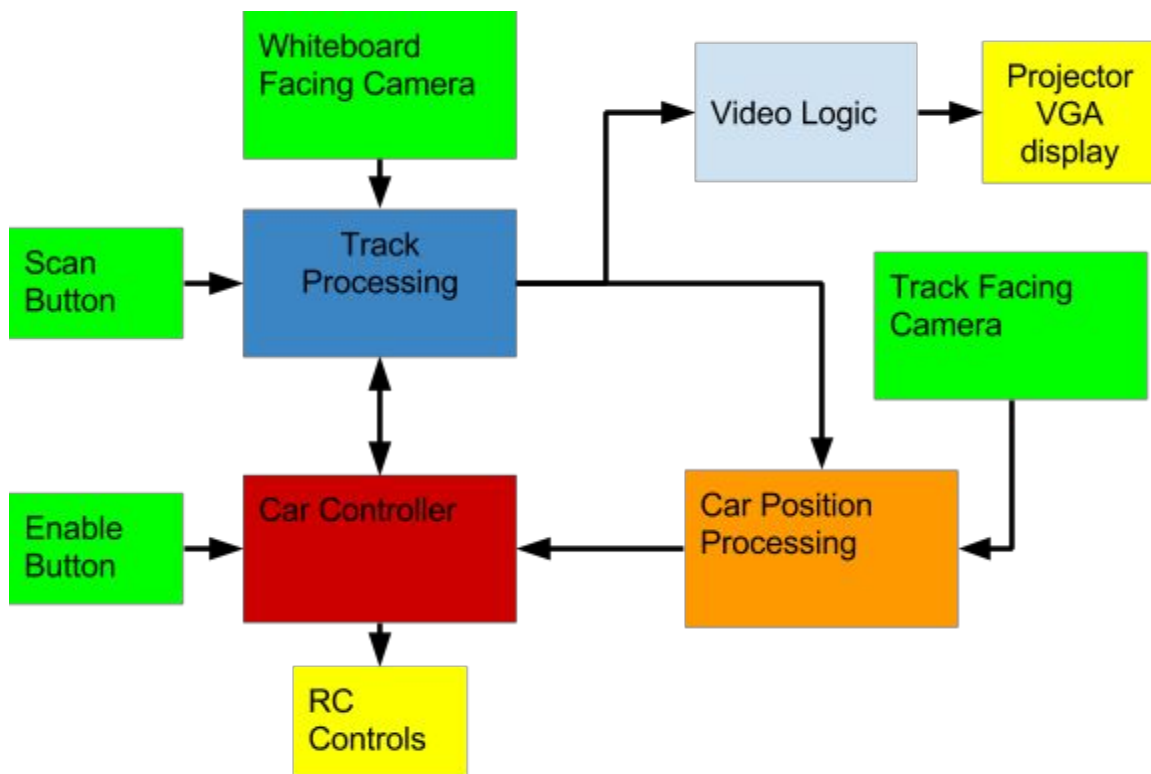 Whiteboard
Facing Camera
Video Logic
Projector
VGA
display
Scan
Button
Track
Processing
Track Facing
Camera
Enable
Button
Car Controller
Car Position
Processing
RC
Controls